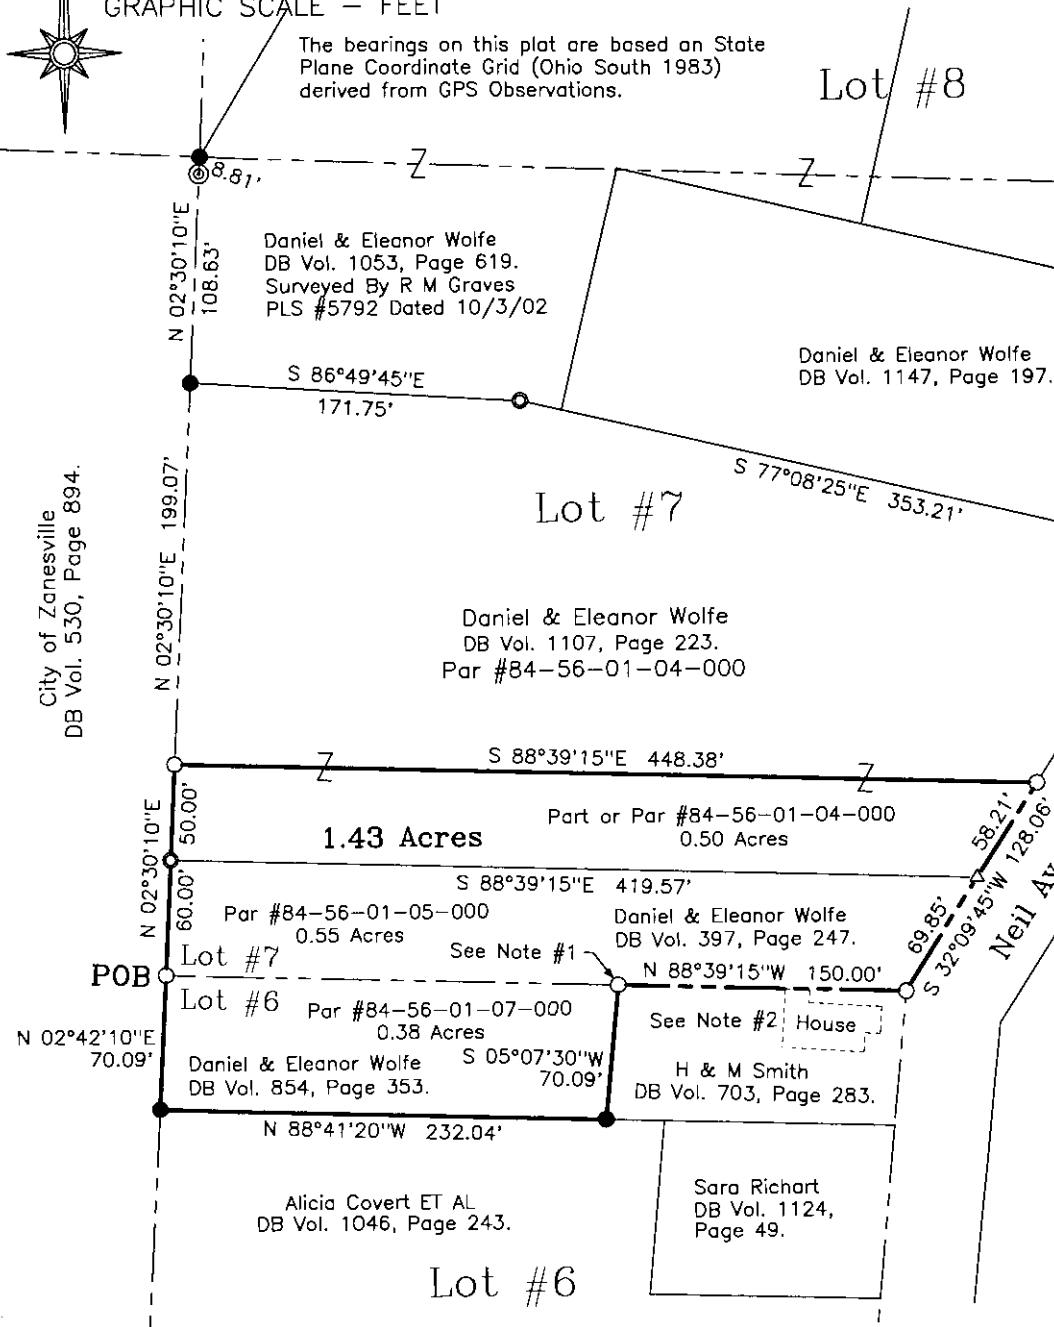 GRAPHIC SCALE – FEET
The bearings on this plat are based an State
Plane Coordinate Grid (Ohio South 1983)
derived from GPS Observations.
Lot #8
8.81'
N 02°30'10"E
108.63'
Daniel & Eleanor Wolfe
DB Vol. 1053, Page 619.
Surveyed By R M Graves
PLS #5792 Dated 10/3/02
Daniel & Eleanor Wolfe
DB Vol. 1147, Page 197.
S 86°49'45"E
171.75'
S 77°08'25"E 353.21'
Lot #7
N 02°30'10"E 199.07'
City of Zanesville
DB Vol. 530, Page 894.
Daniel & Eleanor Wolfe
DB Vol. 1107, Page 223.
Par #84-56-01-04-000
S 88°39'15"E 448.38'
N 02°30'10"E
50.00'
60.00'
1.43 Acres
Part or Par #84-56-01-04-000
0.50 Acres
58.21'
69.85'
S 32°09'45"W 128.06'
Neil Av
S 88°39'15"E 419.57'
Par #84-56-01-05-000
0.55 Acres
Daniel & Eleanor Wolfe
DB Vol. 397, Page 247.
See Note #1
Lot #7
POB
N 88°39'15"W 150.00'
Lot #6
Par #84-56-01-07-000
0.38 Acres
See Note #2
House
N 02°42'10"E
70.09'
Daniel & Eleanor Wolfe
DB Vol. 854, Page 353.
S 05°07'30"W
70.09'
H & M Smith
DB Vol. 703, Page 283.
N 88°41'20"W 232.04'
Alicia Covert ET AL
DB Vol. 1046, Page 243.
Sara Richart
DB Vol. 1124,
Page 49.
Lot #6